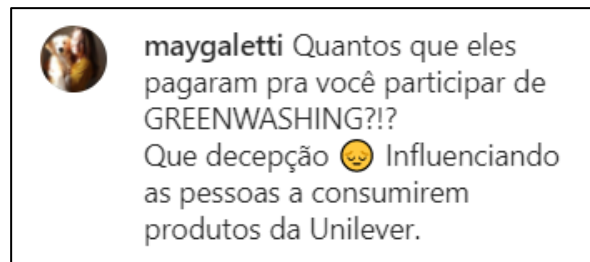 maygaletti Quantos que eles
pagaram pra você participar de
GREENWASHING?!?
Que decepção 😔 Influenciando
as pessoas a consumirem
produtos da Unilever.